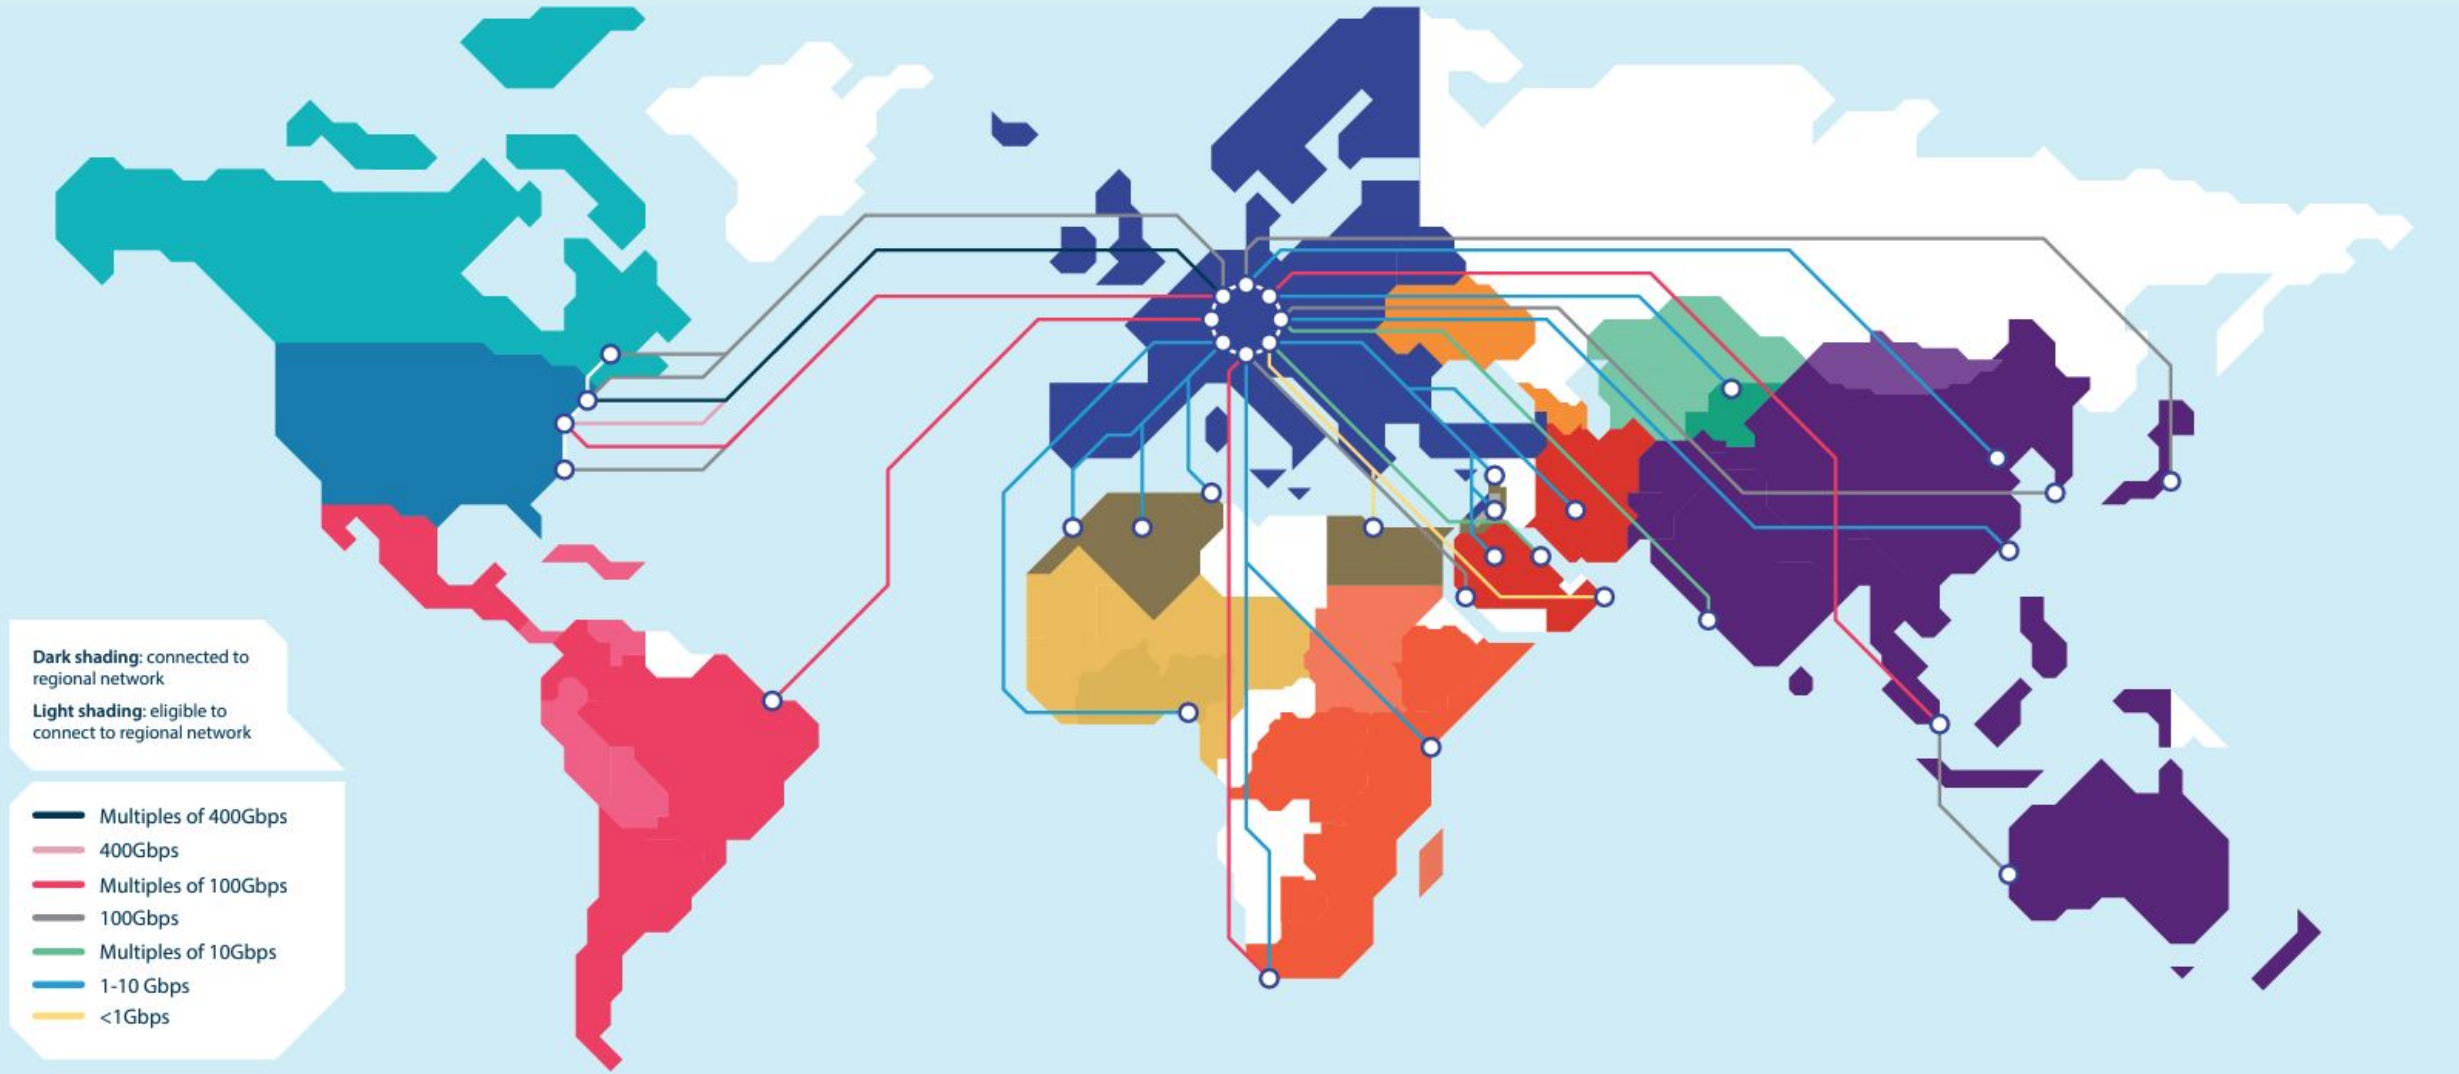 Dark shading: connected to
regional network
Light shading: eligible to
connect to regional network
Multiples of 400Gbps
400Gbps
Multiples of 100Gbps
100Gbps
Multiples of 10Gbps
1-10 Gbps
<1Gbps